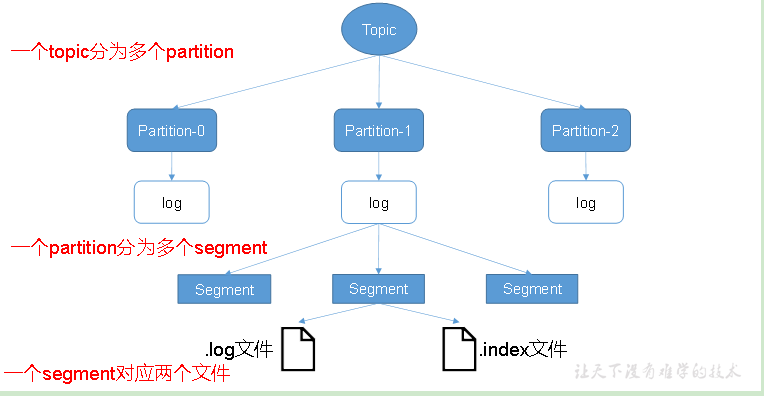 Topic
一个topic分为多个partition
Partition-0
Partition-1
Partition-2
log
log
log
一个partition分为多个segment
Segment
Segment
Segment
.log文件
.index文件
一个segment对应两个文件
让天下没有难学的技术